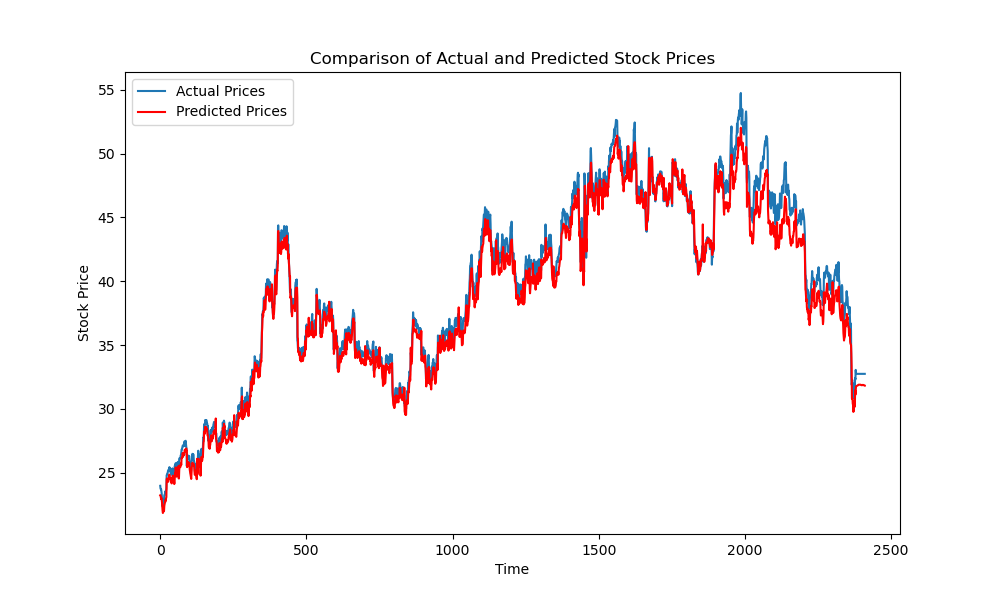 Comparison of Actual and Predicted Stock Prices
Actual Prices
Predicted Prices
Stock Price
55
50
45
40
35
30
25
0 500 1000 1500 2000 2500
Time